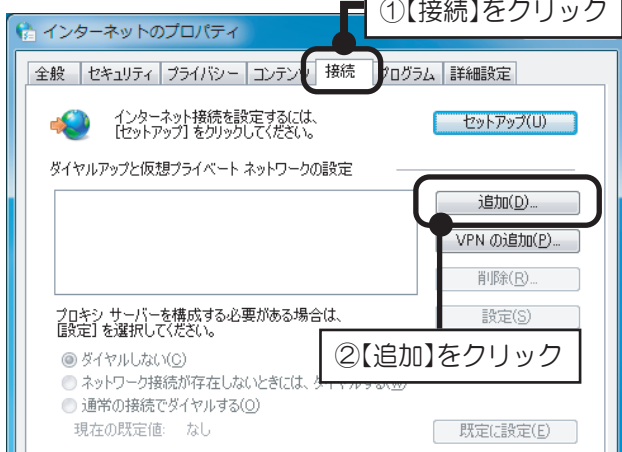 ①【接続】をクリック
インターネットのプロパティ
全般 セキュリティ プライバシー コンテンツ 接続 プログラム 詳細設定
インターネット接続を設定するには、
[セットアップ] をクリックしてください。
セットアップ(U)
ダイヤルアップと仮想プライベート ネットワークの設定
追加(D)...
VPN の追加(P)...
削除(R)...
プロキシ サーバーを構成する必要がある場合は、
[設定] を選択してください。
設定(S)
②【追加】をクリック
ダイヤルしない(C)
ネットワーク接続が存在しないときには、ダイヤルする(W)
通常の接続でダイヤルする(O)
現在の既定値: なし
既定に設定(E)